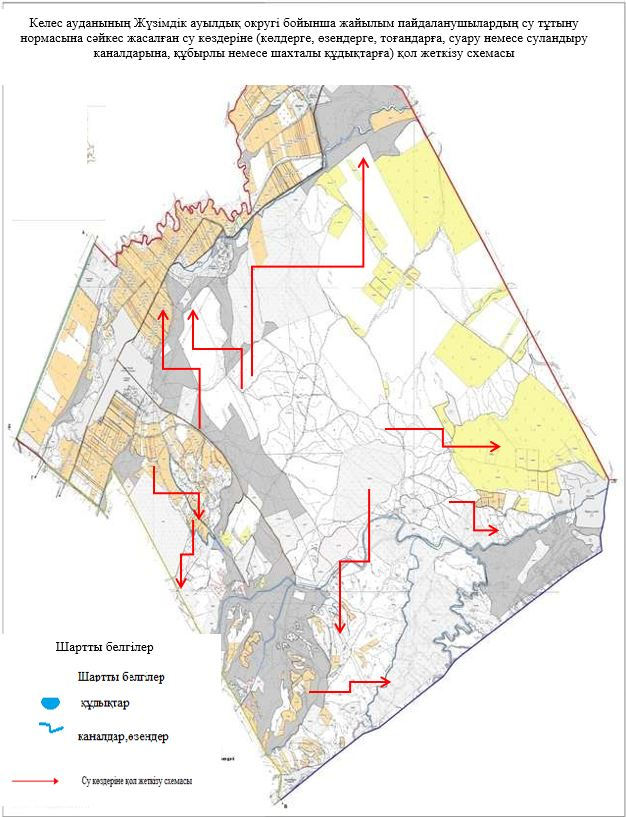 Келес ауданының Жүзімдік ауылдық округі бойынша жайылым пайдаланушылардың су тұтыну
нормасына сәйкес жасалған су көздеріне (көлдерге, өзендерге, тоғандарға, суару немесе суландыру
каналдарына, құбырлы немесе шахталы құдықтарға) қол жеткізу схемасы
Шартты белгілер
Шартты белгілер
құдықтар
каналдар,өзендер
Су көздеріне қол жеткізу схемасы